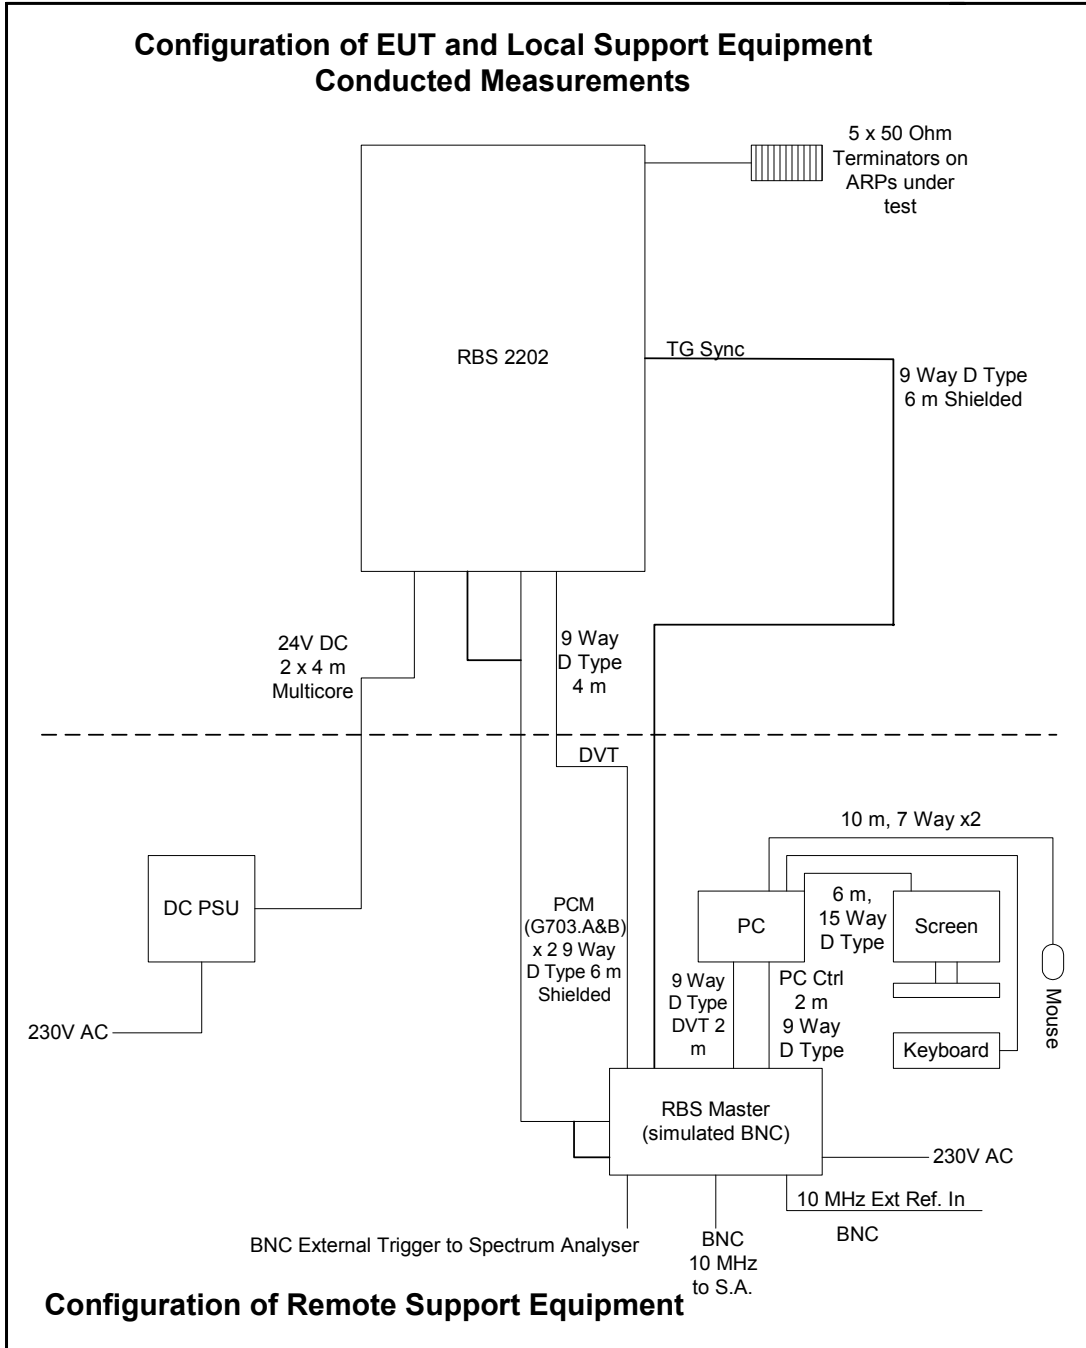 Configuration of EUT and Local Support Equipment
Conducted Measurements
5 x 50 Ohm
Terminators on
ARPs under
test
RBS 2202
TG Sync
9 Way D Type
6 m Shielded
24V DC
2 x 4 m
Multicore
9 Way
D Type
4 m
DVT
10 m, 7 Way x2
DC PSU
PCM
(G703.A&B)
x 2 9 Way
D Type 6 m
Shielded
PC
6 m,
15 Way
D Type
Screen
Mouse
9 Way
D Type
DVT 2
m
PC Ctrl
2 m
9 Way
D Type
Keyboard
230V AC
RBS Master
(simulated BNC)
230V AC
10 MHz Ext Ref. In
BNC
BNC External Trigger to Spectrum Analyser
BNC
10 MHz
to S.A.
Configuration of Remote Support Equipment